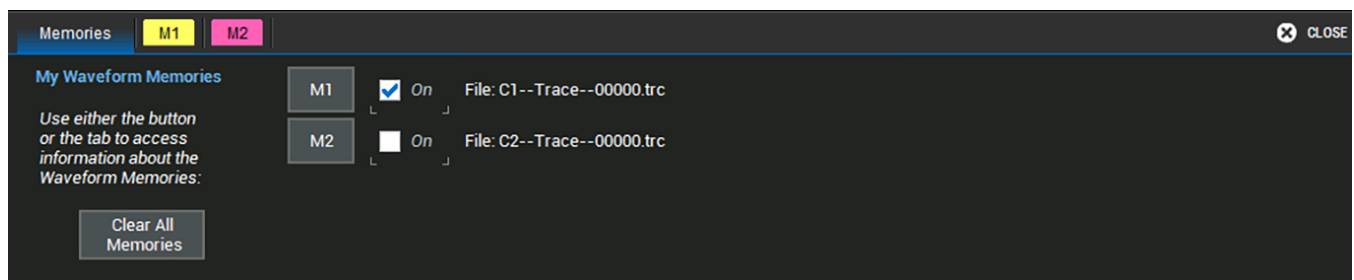 Memories M1 M2 CLOSE
My Waveform Memories
Use either the button
or the tab to access
information about the
Waveform Memories:
Clear All
Memories
M1 On File: C1--Trace--00000.trc
M2 On File: C2--Trace--00000.trc